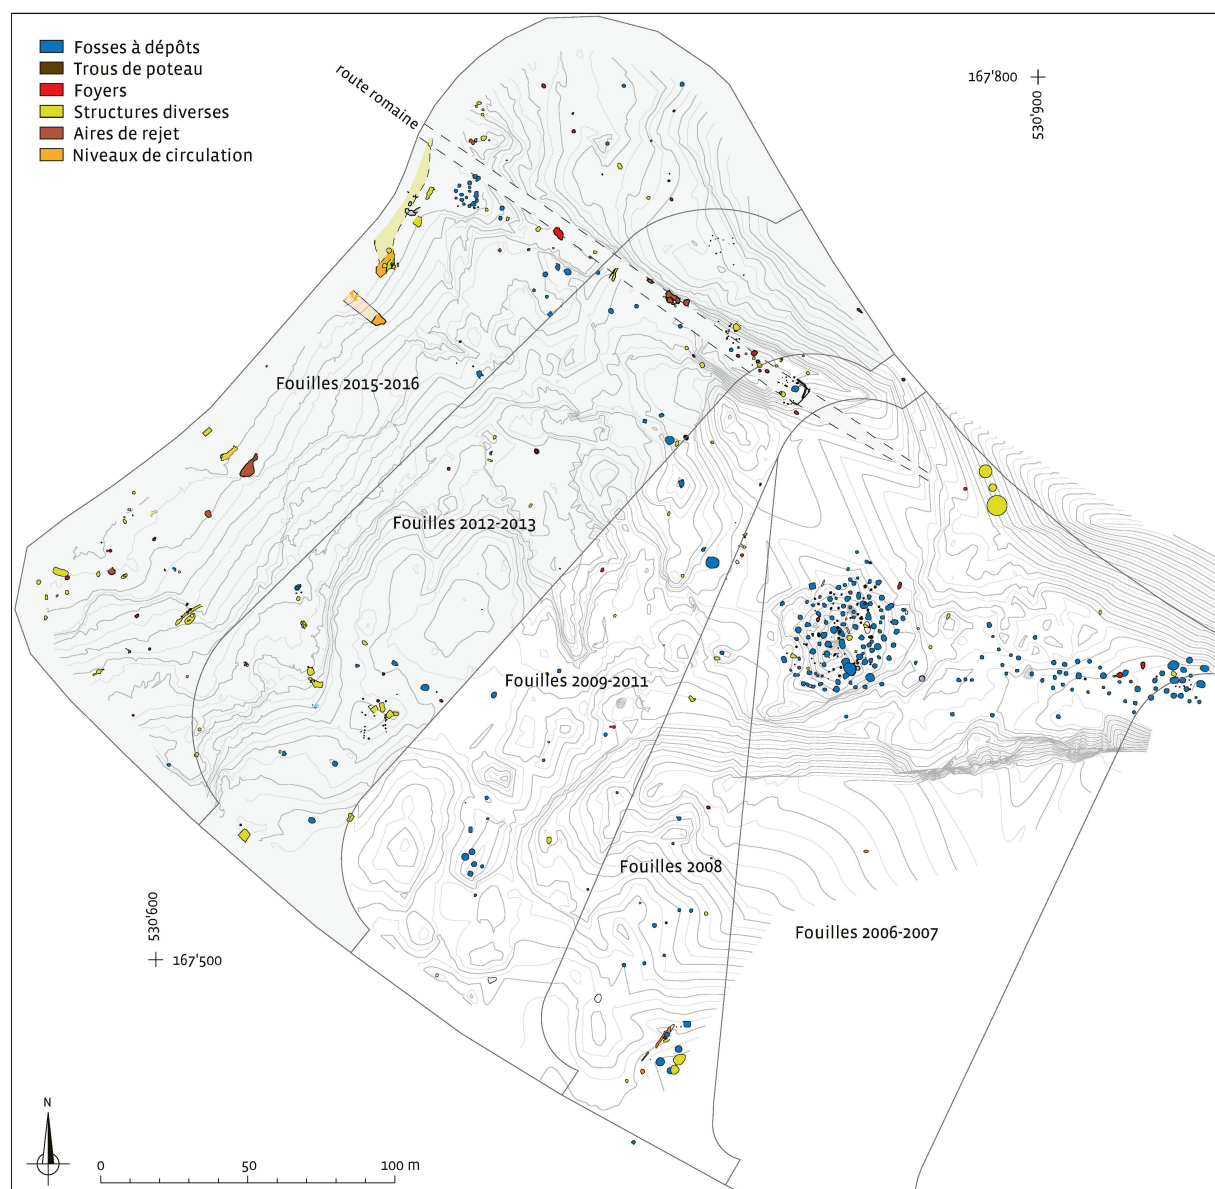 Fosses à dépôts
Trous de poteau
Foyers
Structures diverses
Aires de rejet
Niveaux de circulation
route romaine
167'800
530'900
Fouilles 2015-2016
Fouilles 2012-2013
Fouilles 2009-2011
Fouilles 2008
Fouilles 2006-2007
530'600
167'500
N
0 50 100 m